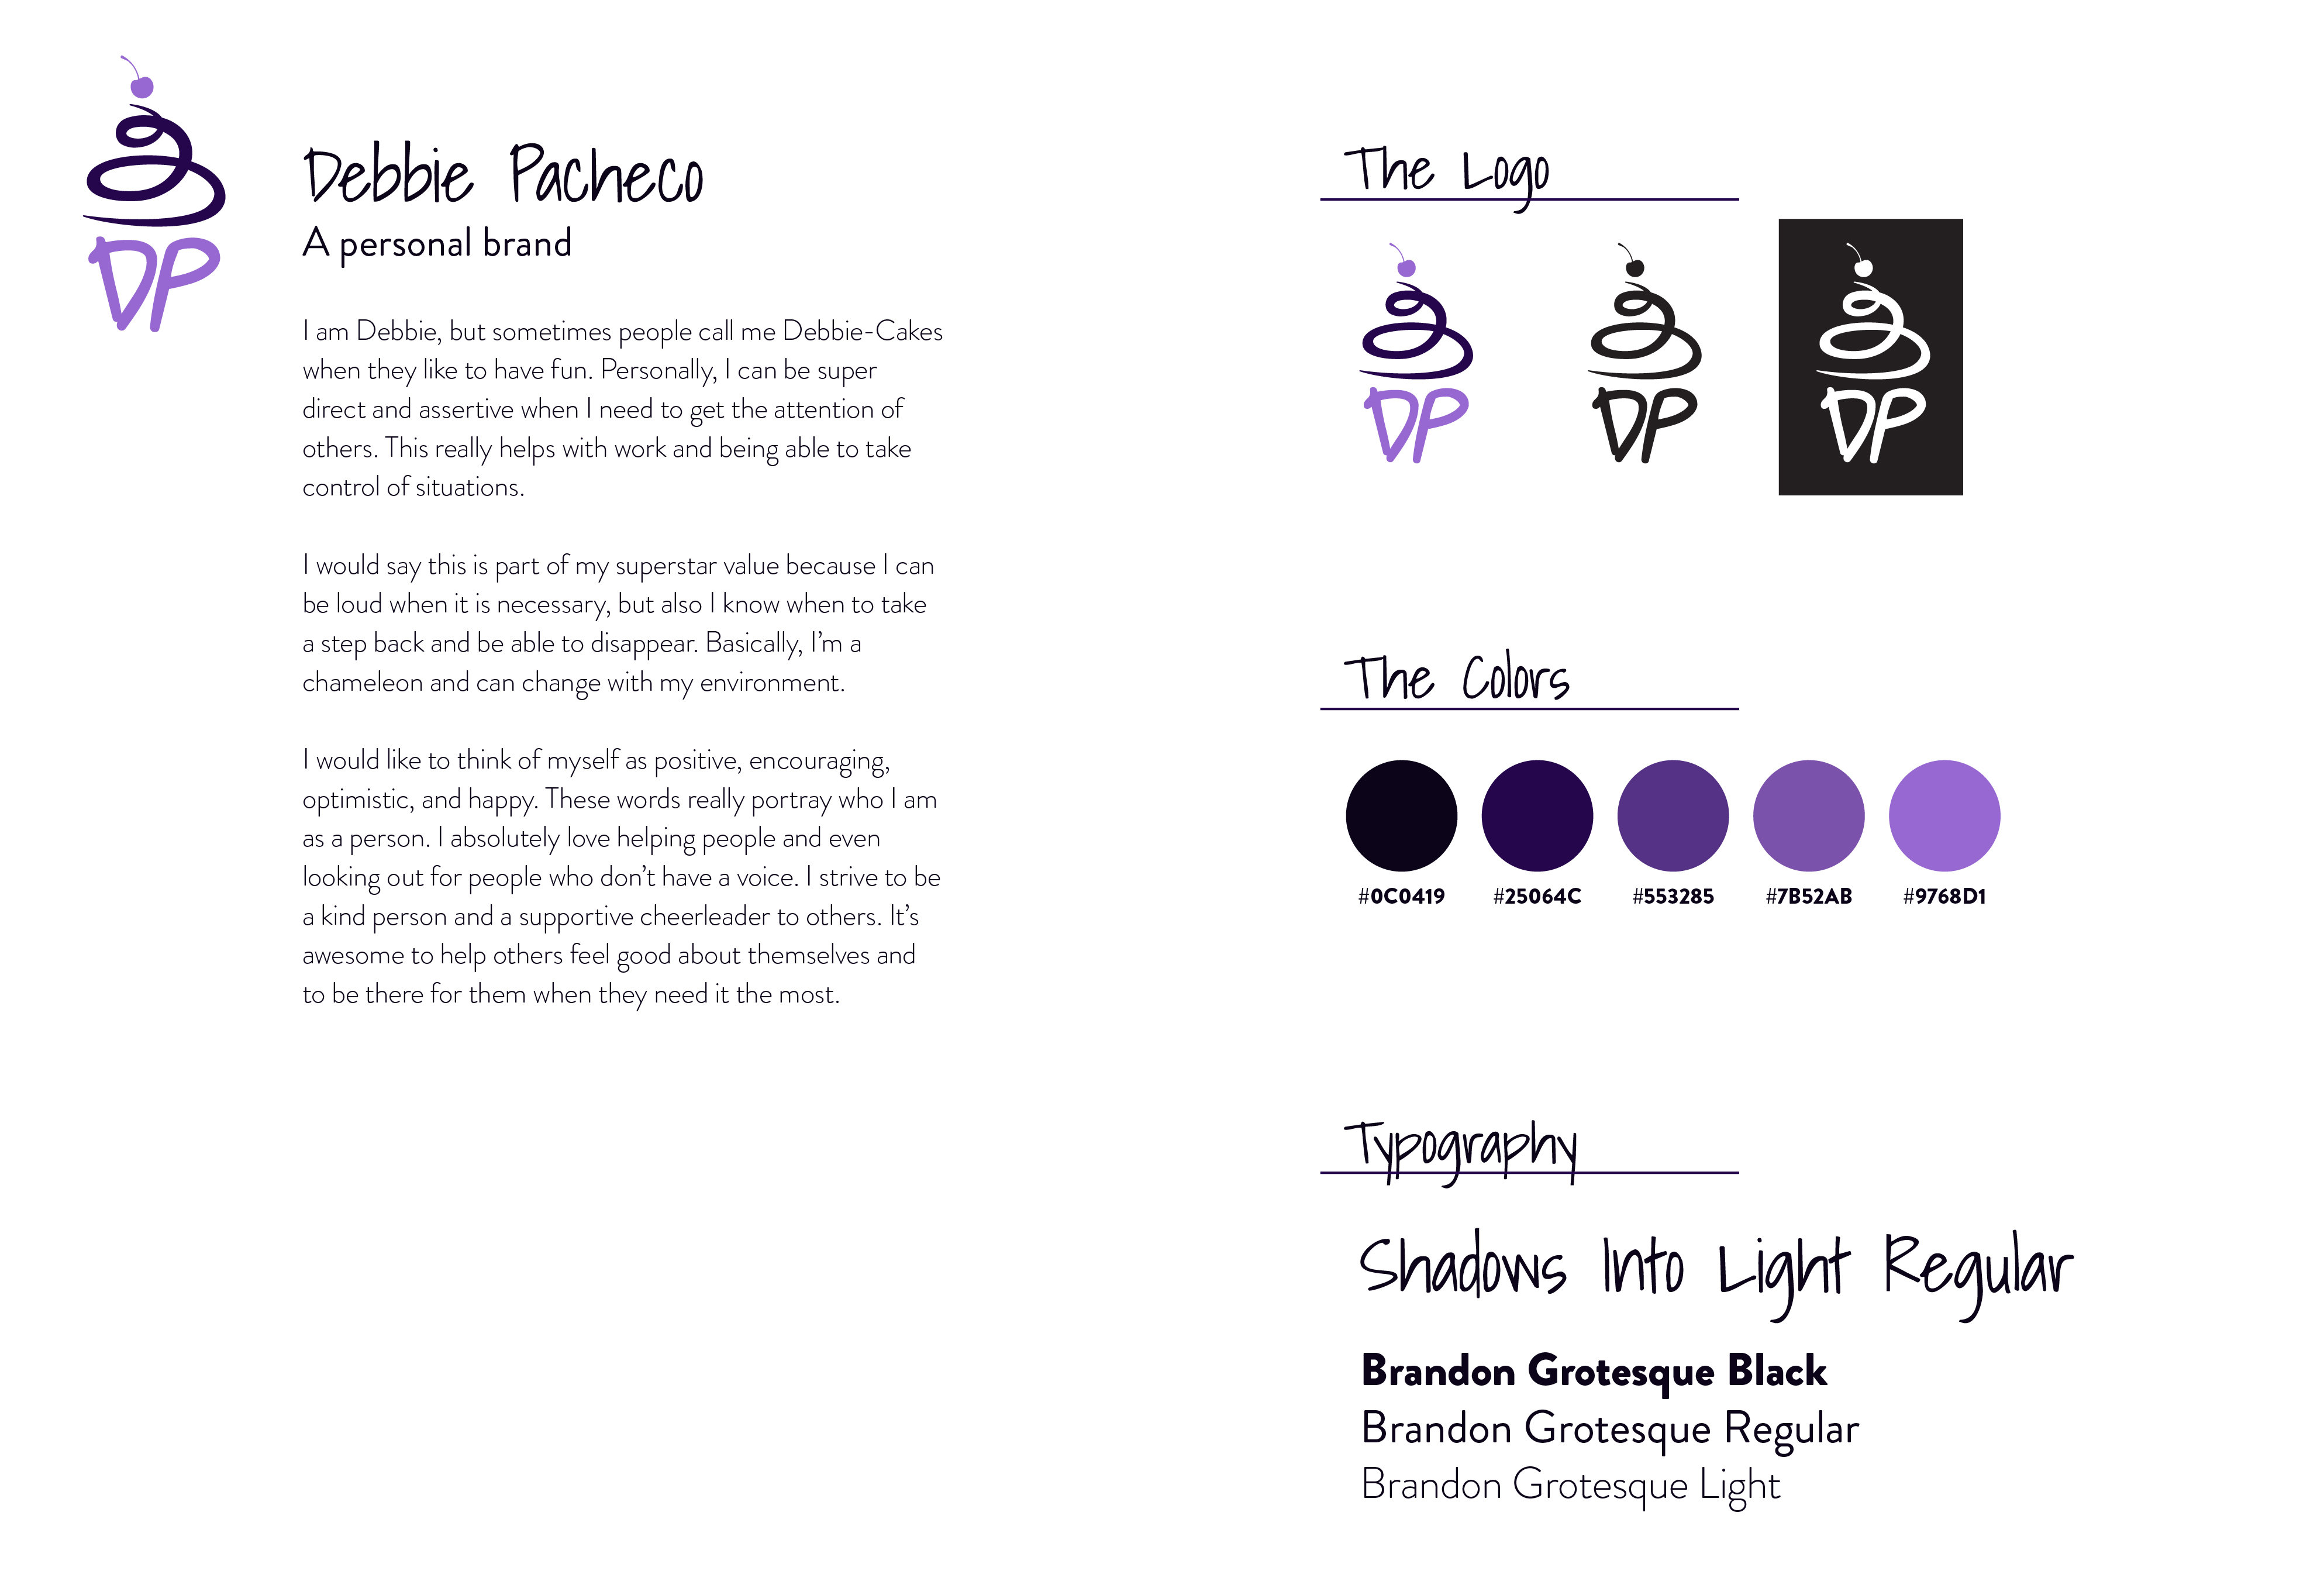 DP
Debbie Pacheco
A personal brand
I am Debbie, but sometimes people call me Debbie-Cakes
when they like to have fun. Personally, I can be super
direct and assertive when I need to get the attention of
others. This really helps with work and being able to take
control of situations.
I would say this is part of my superstar value because I can
be loud when it is necessary, but also I know when to take
a step back and be able to disappear. Basically, I’m a
chameleon and can change with my environment.
I would like to think of myself as positive, encouraging,
optimistic, and happy. These words really portray who I am
as a person. I absolutely love helping people and even
looking out for people who don’t have a voice. I strive to be
a kind person and a supportive cheerleader to others. It’s
awesome to help others feel good about themselves and
to be there for them when they need it the most.
The Logo
DP DP DP
The Colors
#0C0419 #25064C #553285 #7B52AB #9768D1
Typography
Shadows Into Light Regular
Brandon Grotesque Black
Brandon Grotesque Regular
Brandon Grotesque Light